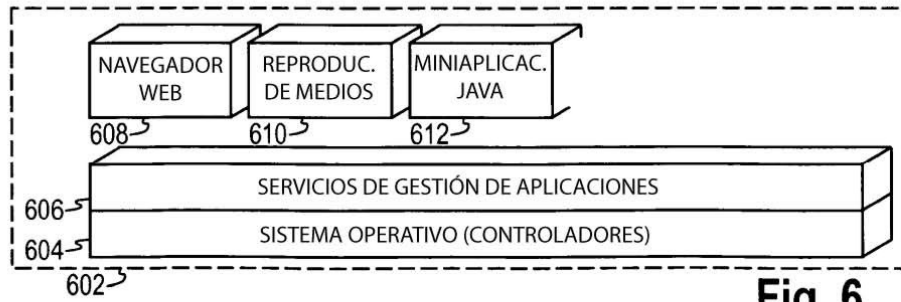 NAVEGADOR
WEB
REPRODUC.
DE MEDIOS
MINIAPLICAC.
JAVA
608
610
612
SERVICIOS DE GESTIÓN DE APLICACIONES
606
SISTEMA OPERATIVO (CONTROLADORES)
604
602
Fig. 6